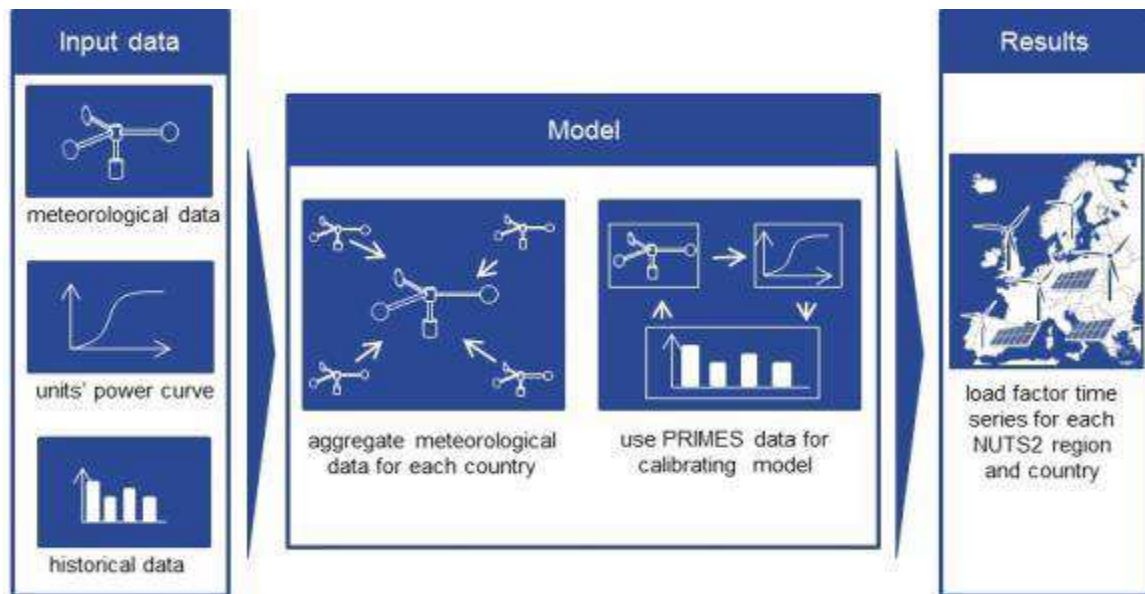 Input data
meteorological data
units' power curve
historical data
Model
aggregate meteorological
data for each country
use PRIMES data for
calibrating model
Results
load factor time
series for each
NUTS2 region
and country